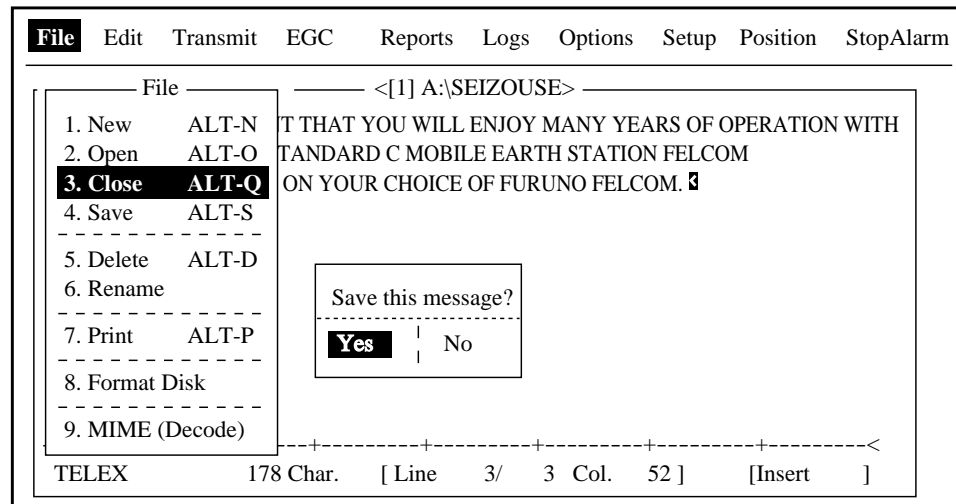 File Edit Transmit EGC Reports Logs Options Setup Position StopAlarm
File
<[1] A:\SEIZOUSE>
1. New ALT-N
2. Open ALT-O
3. Close ALT-Q
4. Save ALT-S
5. Delete ALT-D
6. Rename
7. Print ALT-P
8. Format Disk
9. MIME (Decode)
THAT YOU WILL ENJOY MANY YEARS OF OPERATION WITH
TANDARD C MOBILE EARTH STATION FELCOM
ON YOUR CHOICE OF FURUNO FELCOM.
Save this message?
Yes No
TELEX 178 Char. [ Line 3/ 3 Col. 52 ] [Insert ]